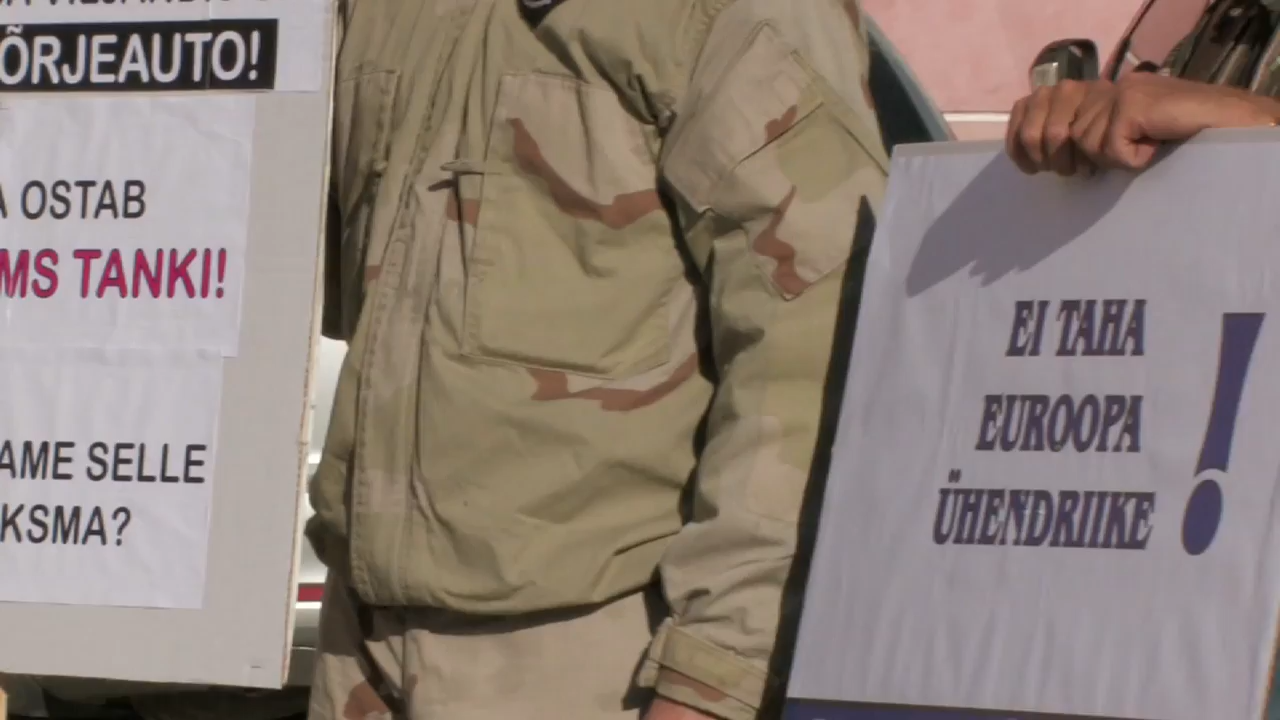 ÕRJEAUTO!
A OSTAB
MS TANKI!
AME SELLE
KSMA?
EI TAHA
EUROOPA
ÜHENDRIIKE !